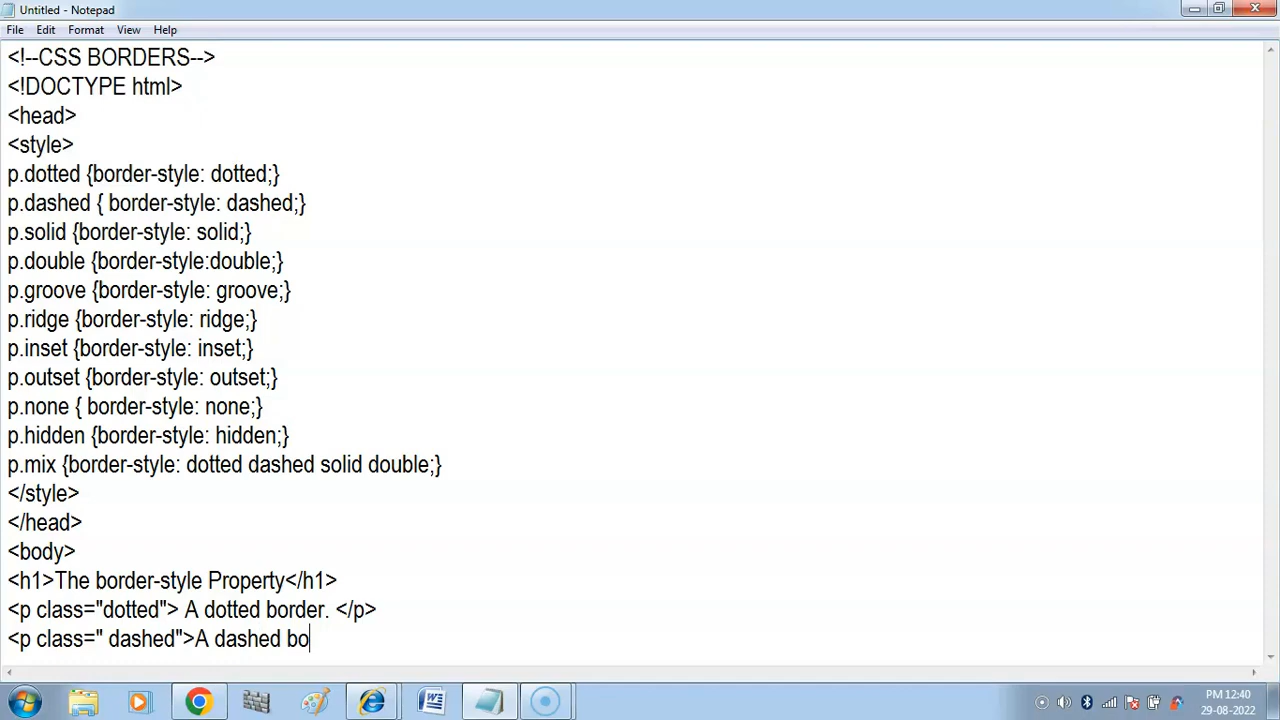 Untitled - Notepad
File Edit Format View Help
<!--CSS BORDERS-->
<!DOCTYPE html>
<head>
<style>
p.dotted {border-style: dotted;}
p.dashed { border-style: dashed;}
p.solid {border-style: solid;}
p.double {border-style:double;}
p.groove {border-style: groove;}
p.ridge {border-style: ridge;}
p.inset {border-style: inset;}
p.outset {border-style: outset;}
p.none { border-style: none;}
p.hidden {border-style: hidden;}
p.mix {border-style: dotted dashed solid double;}
</style>
</head>
<body>
<h1>The border-style Property</h1>
<p class="dotted"> A dotted border. </p>
<p class=" dashed">A dashed bo
PM 12:40
29-08-2022